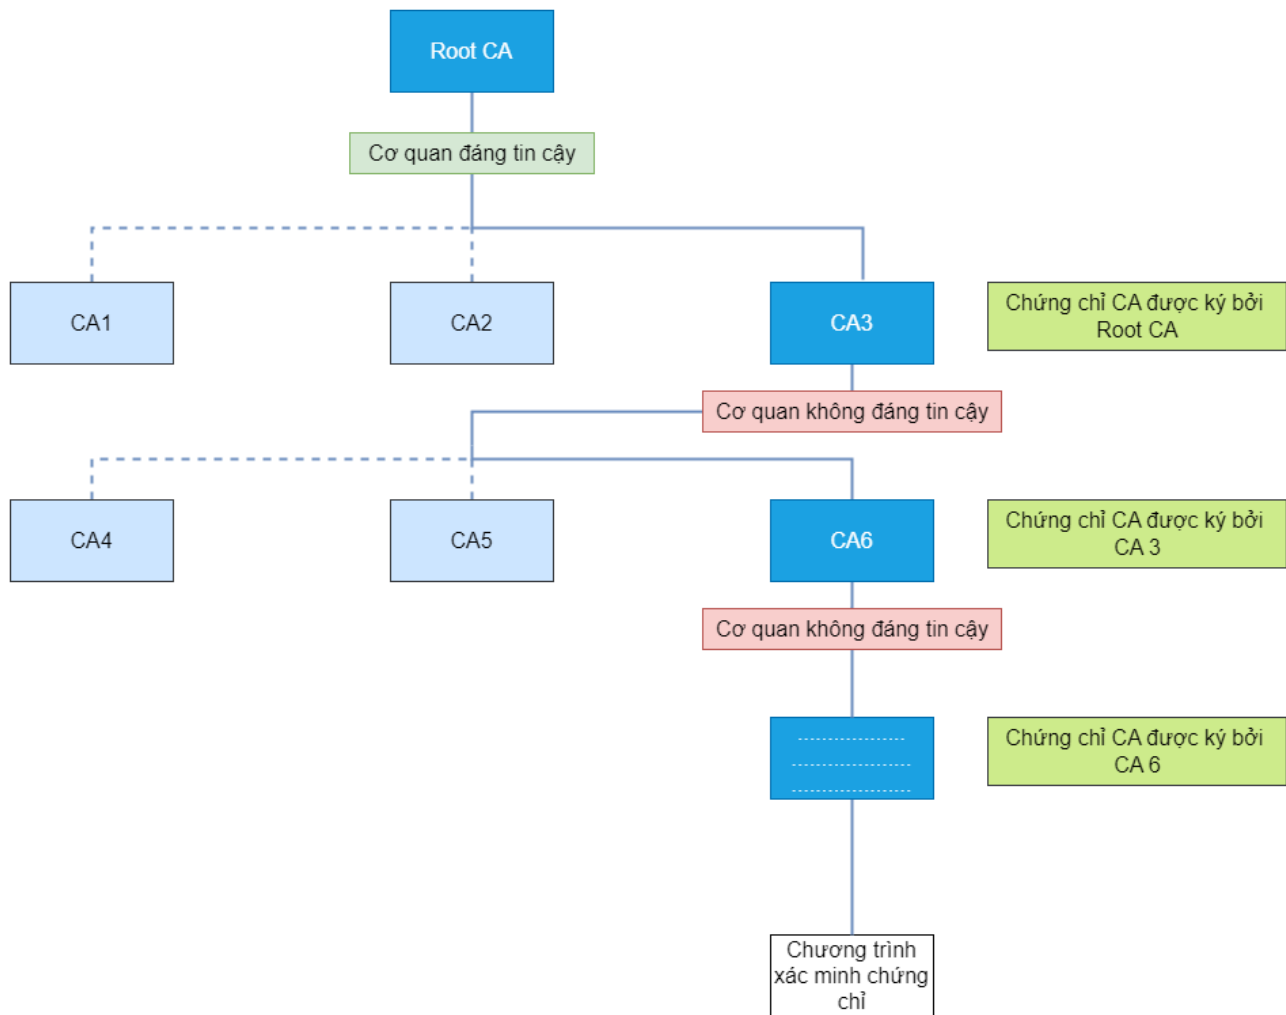 Root CA
Cơ quan đáng tin cậy
CA1
CA2
CA3
Chứng chỉ CA được ký bởi
Root CA
Cơ quan không đáng tin cậy
CA4
CA5
CA6
Chứng chỉ CA được ký bởi
CA 3
Cơ quan không đáng tin cậy
Chứng chỉ CA được ký bởi
CA 6
Chương trình
xác minh chứng
chỉ